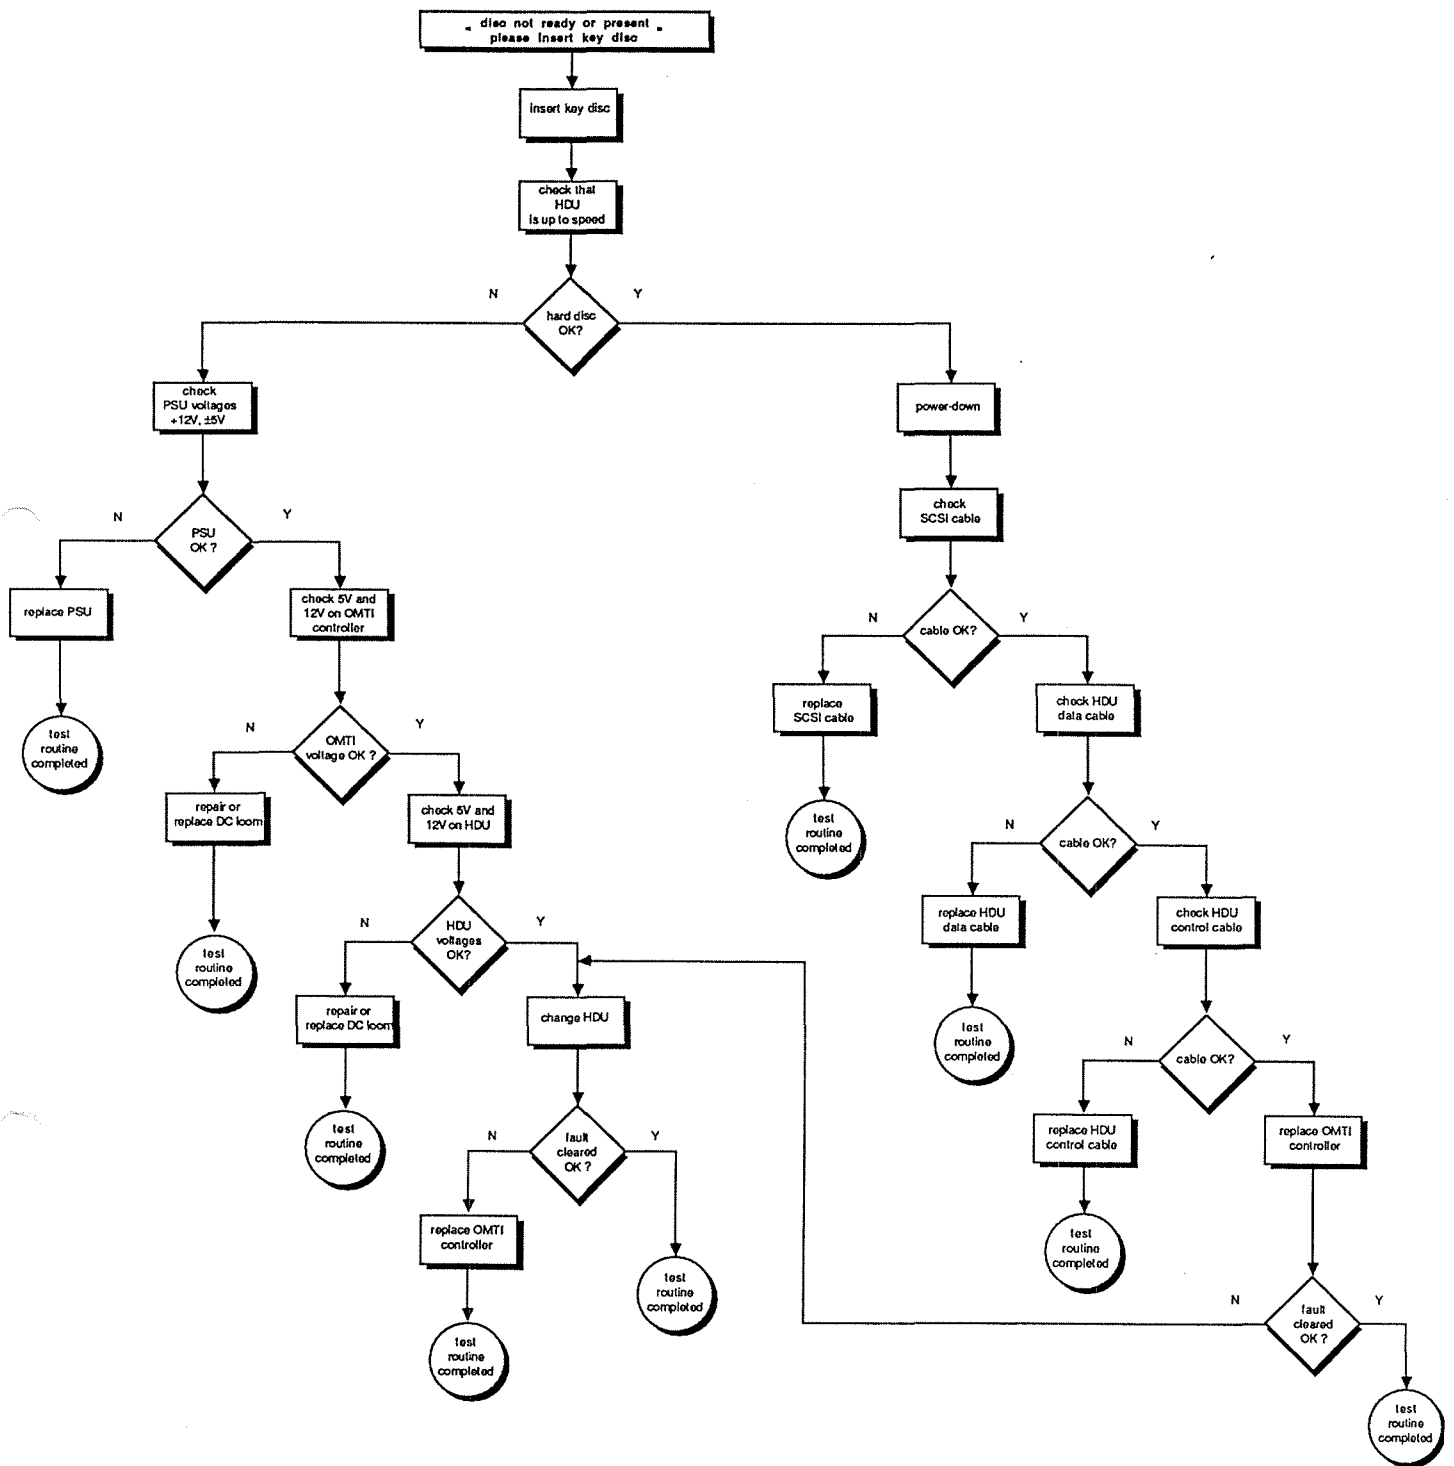 " disc not ready or present "
please insert key disc
insert key disc
check that
HDU
is up to speed
N
Y
hard disc
OK?
check
PSU voltages
+12V, ±5V
power-down
check
SCSI cable
N
Y
PSU
OK ?
replace PSU
check 5V and
12V on OMTI
controller
N
Y
cable OK?
replace
SCSI cable
check HDU
data cable
test
routine
completed
N
Y
OMTI
voltage OK ?
repair or
replace DC loom
check 5V and
12V on HDU
test
routine
completed
N
Y
cable OK?
replace HDU
data cable
check HDU
control cable
test
routine
completed
N
Y
HDU
voltages
OK?
repair or
replace DC loom
change HDU
test
routine
completed
N
Y
cable OK?
replace HDU
control cable
replace OMTI
controller
test
routine
completed
N
Y
fault
cleared
OK ?
replace OMTI
controller
test
routine
completed
test
routine
completed
test
routine
completed
N
Y
fault
cleared
OK ?
test
routine
completed